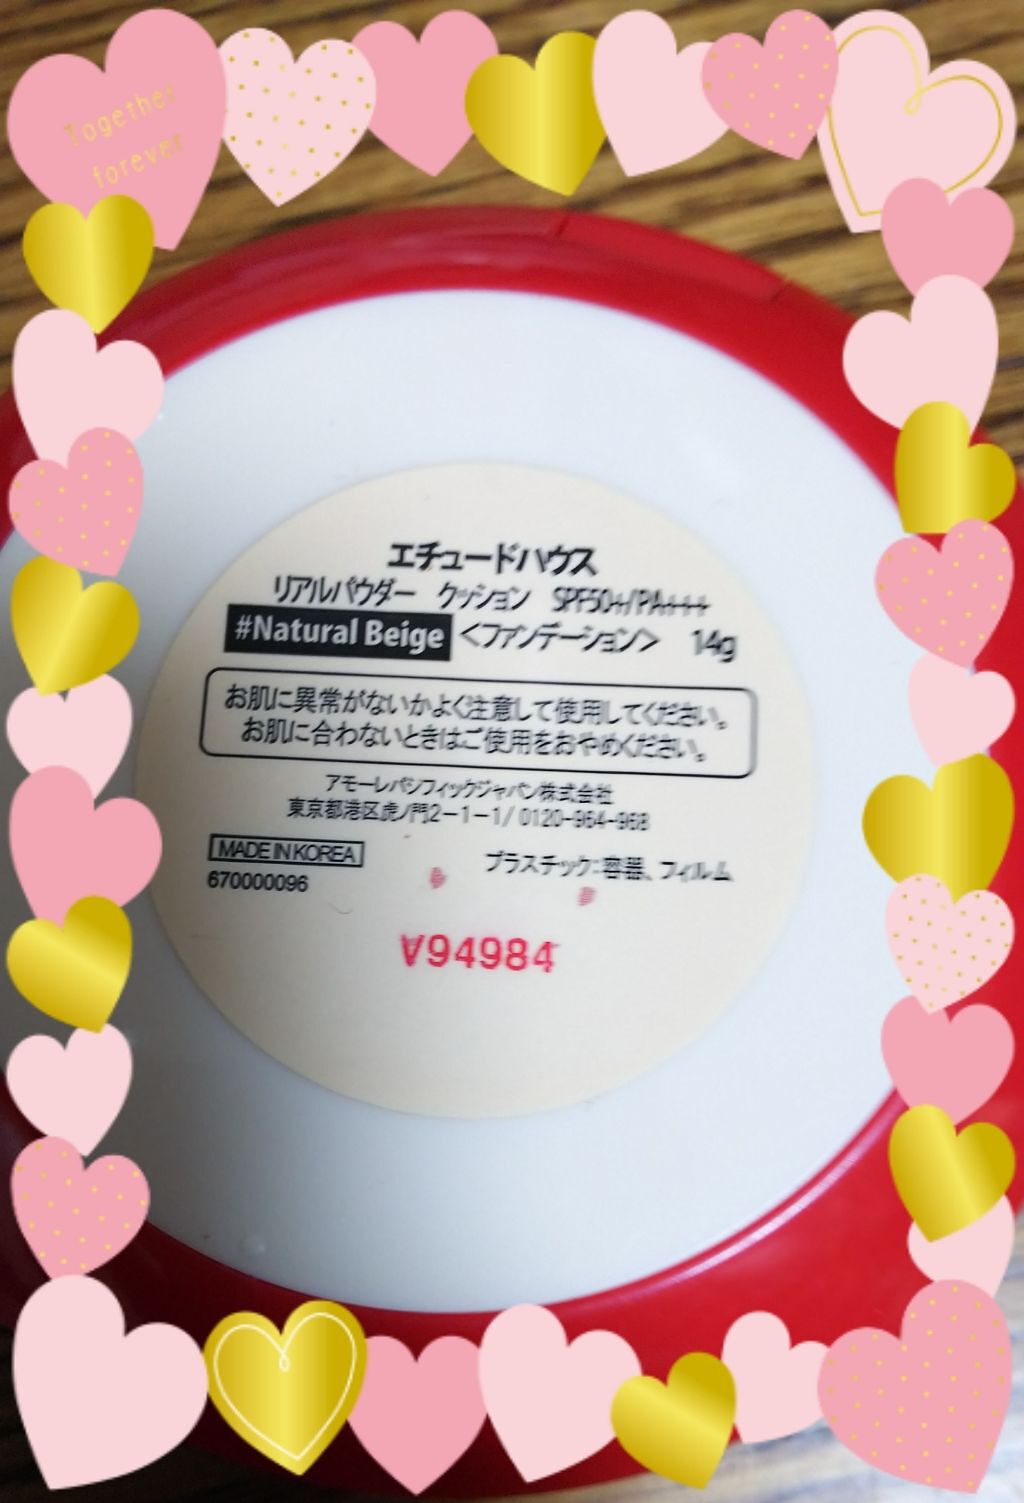 Together
forever
エチュードハウス
リアルパウダー クッション SPF50+/PA+++
#Natural Beige <ファンデーション> 14g
お肌に異常がないかよく注意して使用してください。
お肌に合わないときはご使用をおやめください。
アモーレパシフィックジャパン株式会社
東京都港区虎ノ門2-1-1/ 0120-964-968
MADE IN KOREA
プラスチック:容器、フィルム
670000096
V94984